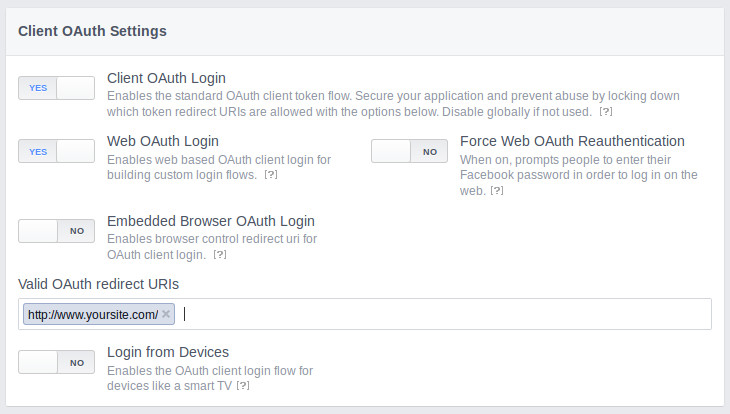 Client OAuth Settings
YES
Client OAuth Login
Enables the standard OAuth client token flow. Secure your application and prevent abuse by locking down
which token redirect URIs are allowed with the options below. Disable globally if not used. [?]
YES
Web OAuth Login
Enables web based OAuth client login for
building custom login flows. [?]
NO
Force Web OAuth Reauthentication
When on, prompts people to enter their
Facebook password in order to log in on the
web. [?]
NO
Embedded Browser OAuth Login
Enables browser control redirect uri for
OAuth client login. [?]
Valid OAuth redirect URIs
http://www.yoursite.com/ ×
NO
Login from Devices
Enables the OAuth client login flow for
devices like a smart TV [?]